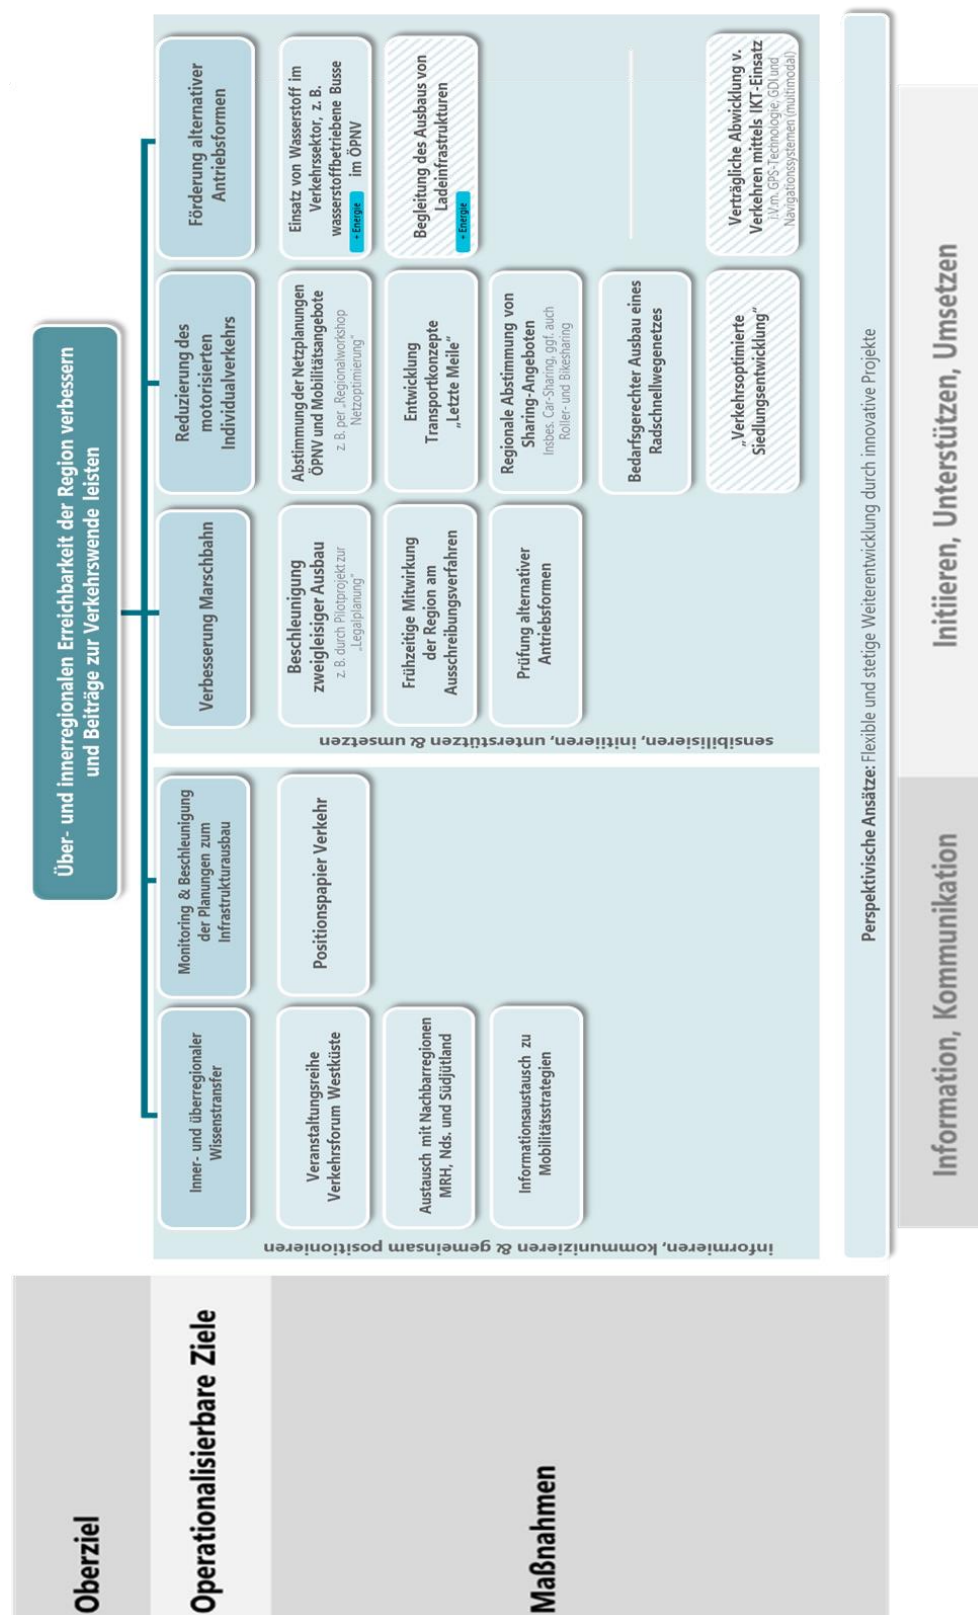 Oberziel
Über- und innerregionalen Erreichbarkeit der Region verbessern
und Beiträge zur Verkehrswende leisten
Operationalisierbare Ziele
Inner- und überregionaler
Wissenstransfer
Monitoring & Beschleunigung
der Planungen zum
Infrastrukturausbau
Verbesserung Marschbahn
Reduzierung des
motorisierten
Individualverkehrs
Förderung alternativer
Antriebsformen
Maßnahmen
informieren, kommunizieren & gemeinsam positionieren
Veranstaltungsreihe
Verkehrsforum Westküste
Austausch mit Nachbarregionen
MRH, Nds. und Südjütland
Informationsaustausch zu
Mobilitätsstrategien
Positionspapier Verkehr
sensibilisieren, initiieren, unterstützen & umsetzen
Beschleunigung
zweigleisiger Ausbau
z. B. durch Pilotprojekt zur
„Legalplanung“
Frühzeitige Mitwirkung
der Region am
Ausschreibungsverfahren
Prüfung alternativer
Antriebsformen
Abstimmung der Netzplanungen
ÖPNV und Mobilitätsangebote
z. B. per „Regionalworkshop
Netzoptimierung“
Entwicklung
Transportkonzepte
„Letzte Meile“
Regionale Abstimmung von
Sharing-Angeboten
Insbes. Car-Sharing, ggf. auch
Roller- und Bikesharing
Bedarfsgerechter Ausbau eines
Radschnellwegenetzes
„Verkehrsoptimierte
Siedlungsentwicklung“
Einsatz von Wasserstoff im
Verkehrssektor, z. B.
wasserstoffbetriebene Busse
im ÖPNV
+ Energie
Begleitung des Ausbaus von
Ladeinfrastrukturen
+ Energie
Verträgliche Abwicklung v.
Verkehren mittels IKT-Einsatz
i.V.m. GPS-Technologie, GDI und
Navigationssystemen (multimodal)
Perspektivische Ansätze: Flexible und stetige Weiterentwicklung durch innovative Projekte
Information, Kommunikation
Initiieren, Unterstützen, Umsetzen